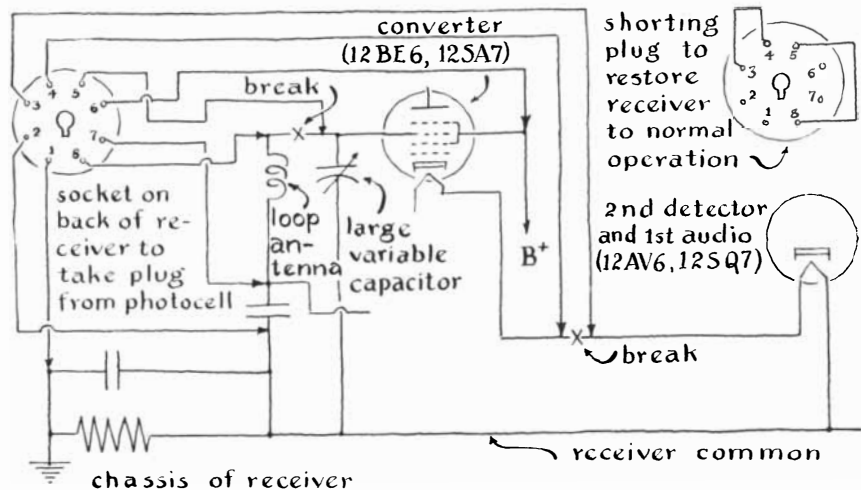 converter
(12BE6, 12SA7)
break
3
4
5
6
2
7
1
8
socket on
back of re-
ceiver to
take plug
from photocell
loop
an-
tenna
large
variable
capacitor
B+
shorting
plug to
restore
receiver
to normal
operation
4
5
3
6
2
7
1
8
2nd detector
and 1st audio
(12AV6, 12SQ7)
break
receiver common
chassis of receiver